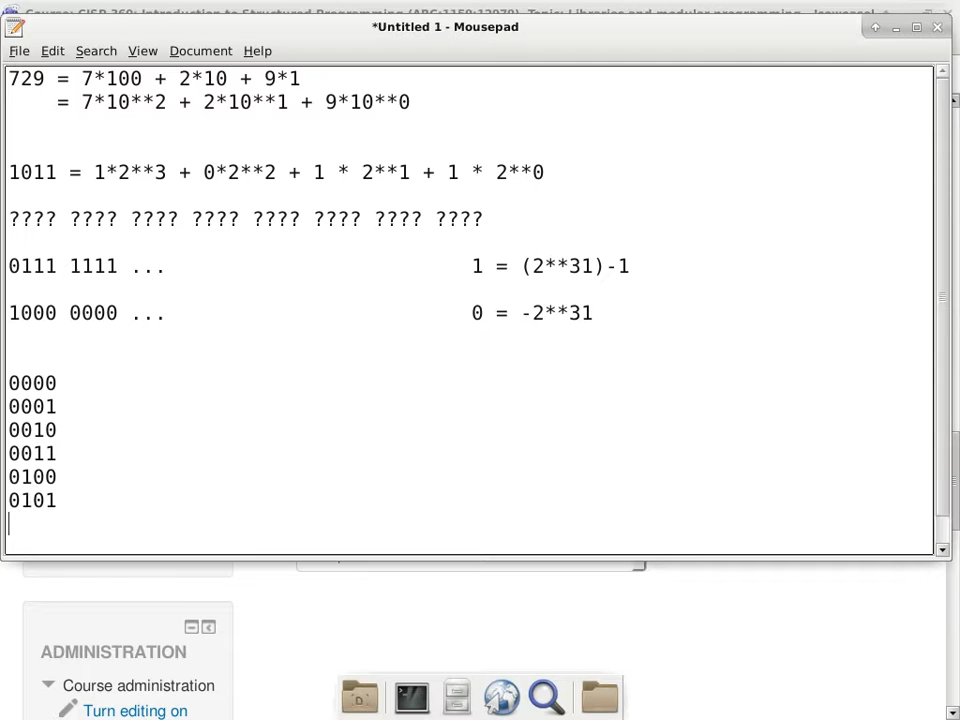 *Untitled 1 - Mousepad
File Edit Search View Document Help
729 = 7*100 + 2*10 + 9*1
= 7*10**2 + 2*10**1 + 9*10**0
1011 = 1*2**3 + 0*2**2 + 1 * 2**1 + 1 * 2**0
???? ???? ???? ???? ???? ???? ???? ????
0111 1111 ... 1 = (2**31)-1
1000 0000 ... 0 = -2**31
0000
0001
0010
0011
0100
0101
ADMINISTRATION
Course administration
Turn editing on